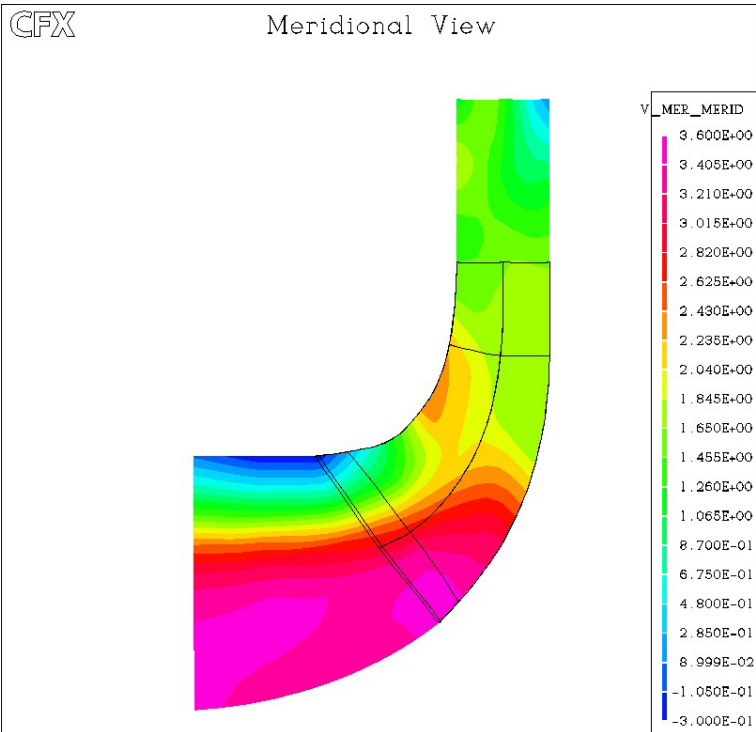 CFX
Meridional View
V_MER_MERID
3.600E+00
3.405E+00
3.210E+00
3.015E+00
2.820E+00
2.625E+00
2.430E+00
2.235E+00
2.040E+00
1.845E+00
1.650E+00
1.455E+00
1.260E+00
1.065E+00
8.700E-01
6.750E-01
4.800E-01
2.850E-01
8.999E-02
-1.050E-01
-3.000E-01